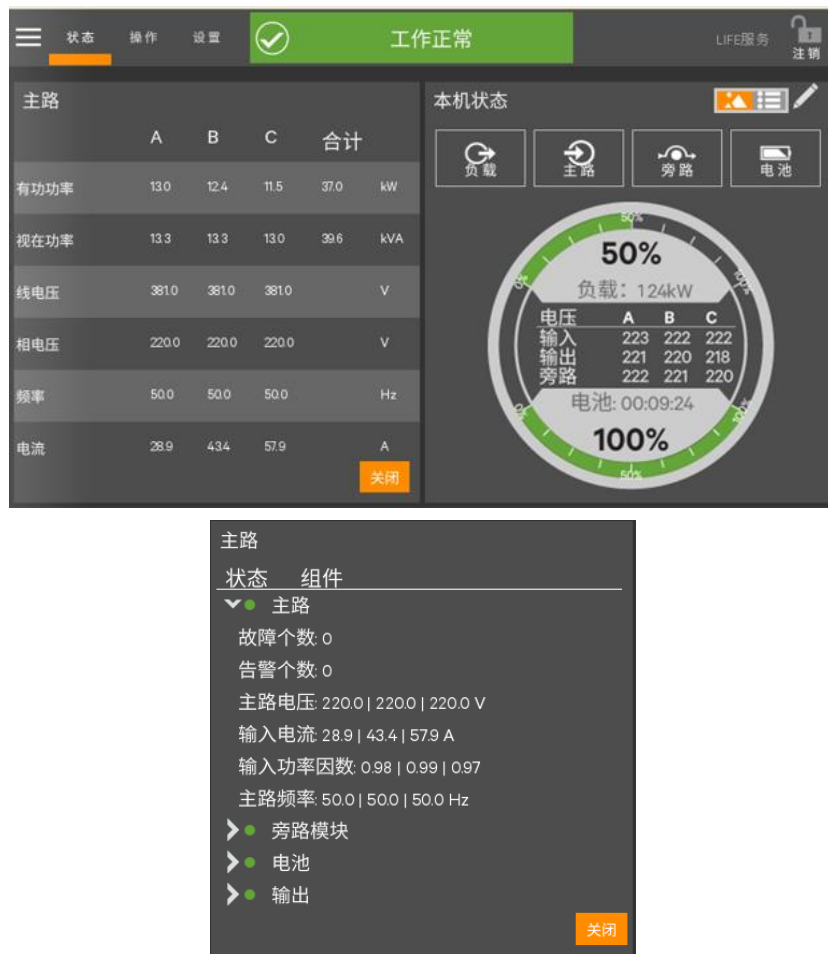 状态 操作 设置 工作正常 LIFE服务 注销
主路
A B C 合计
有功功率 13.0 12.4 11.5 37.0 kW
视在功率 13.3 13.3 13.0 39.6 kVA
线电压 381.0 381.0 381.0 V
相电压 220.0 220.0 220.0 V
频率 50.0 50.0 50.0 Hz
电流 28.9 43.4 57.9 A
关闭
本机状态
负载 主路 旁路 电池
50%
0% 100%
50%
负载: 124kW
电压 A B C
输入 223 222 222
输出 221 220 218
旁路 222 221 220
电池: 00:09:24
100%
0% 100%
50%
主路
状态 组件
主路
故障个数: 0
告警个数: 0
主路电压: 220.0 | 220.0 | 220.0 V
输入电流: 28.9 | 43.4 | 57.9 A
输入功率因数: 0.98 | 0.99 | 0.97
主路频率: 50.0 | 50.0 | 50.0 Hz
旁路模块
电池
输出
关闭